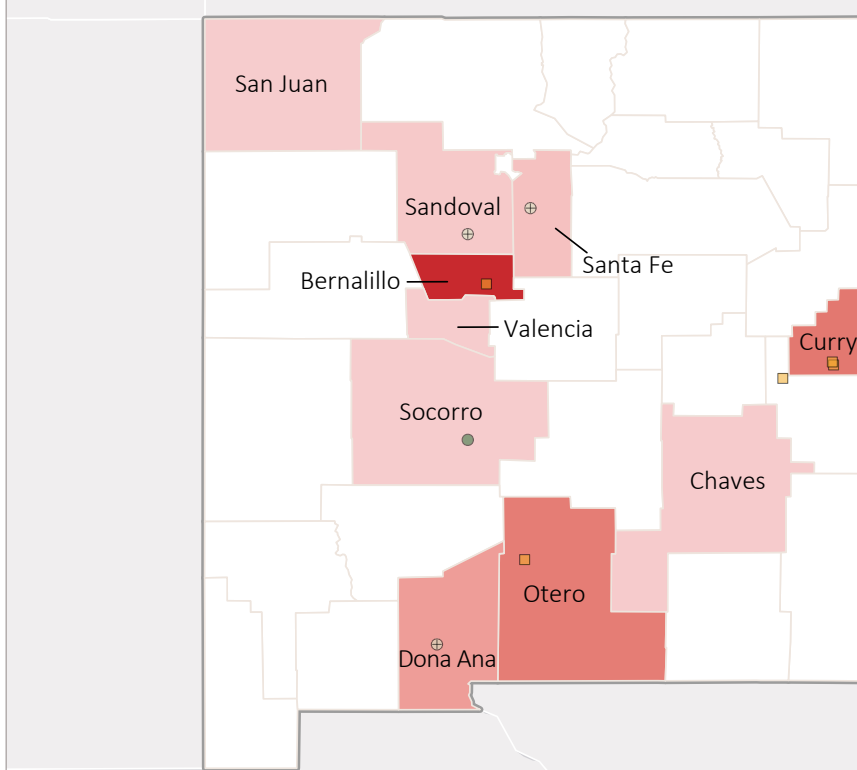 San Juan
Sandoval
Santa Fe
Bernalillo
Valencia
Curry
Socorro
Chaves
Otero
Dona Ana